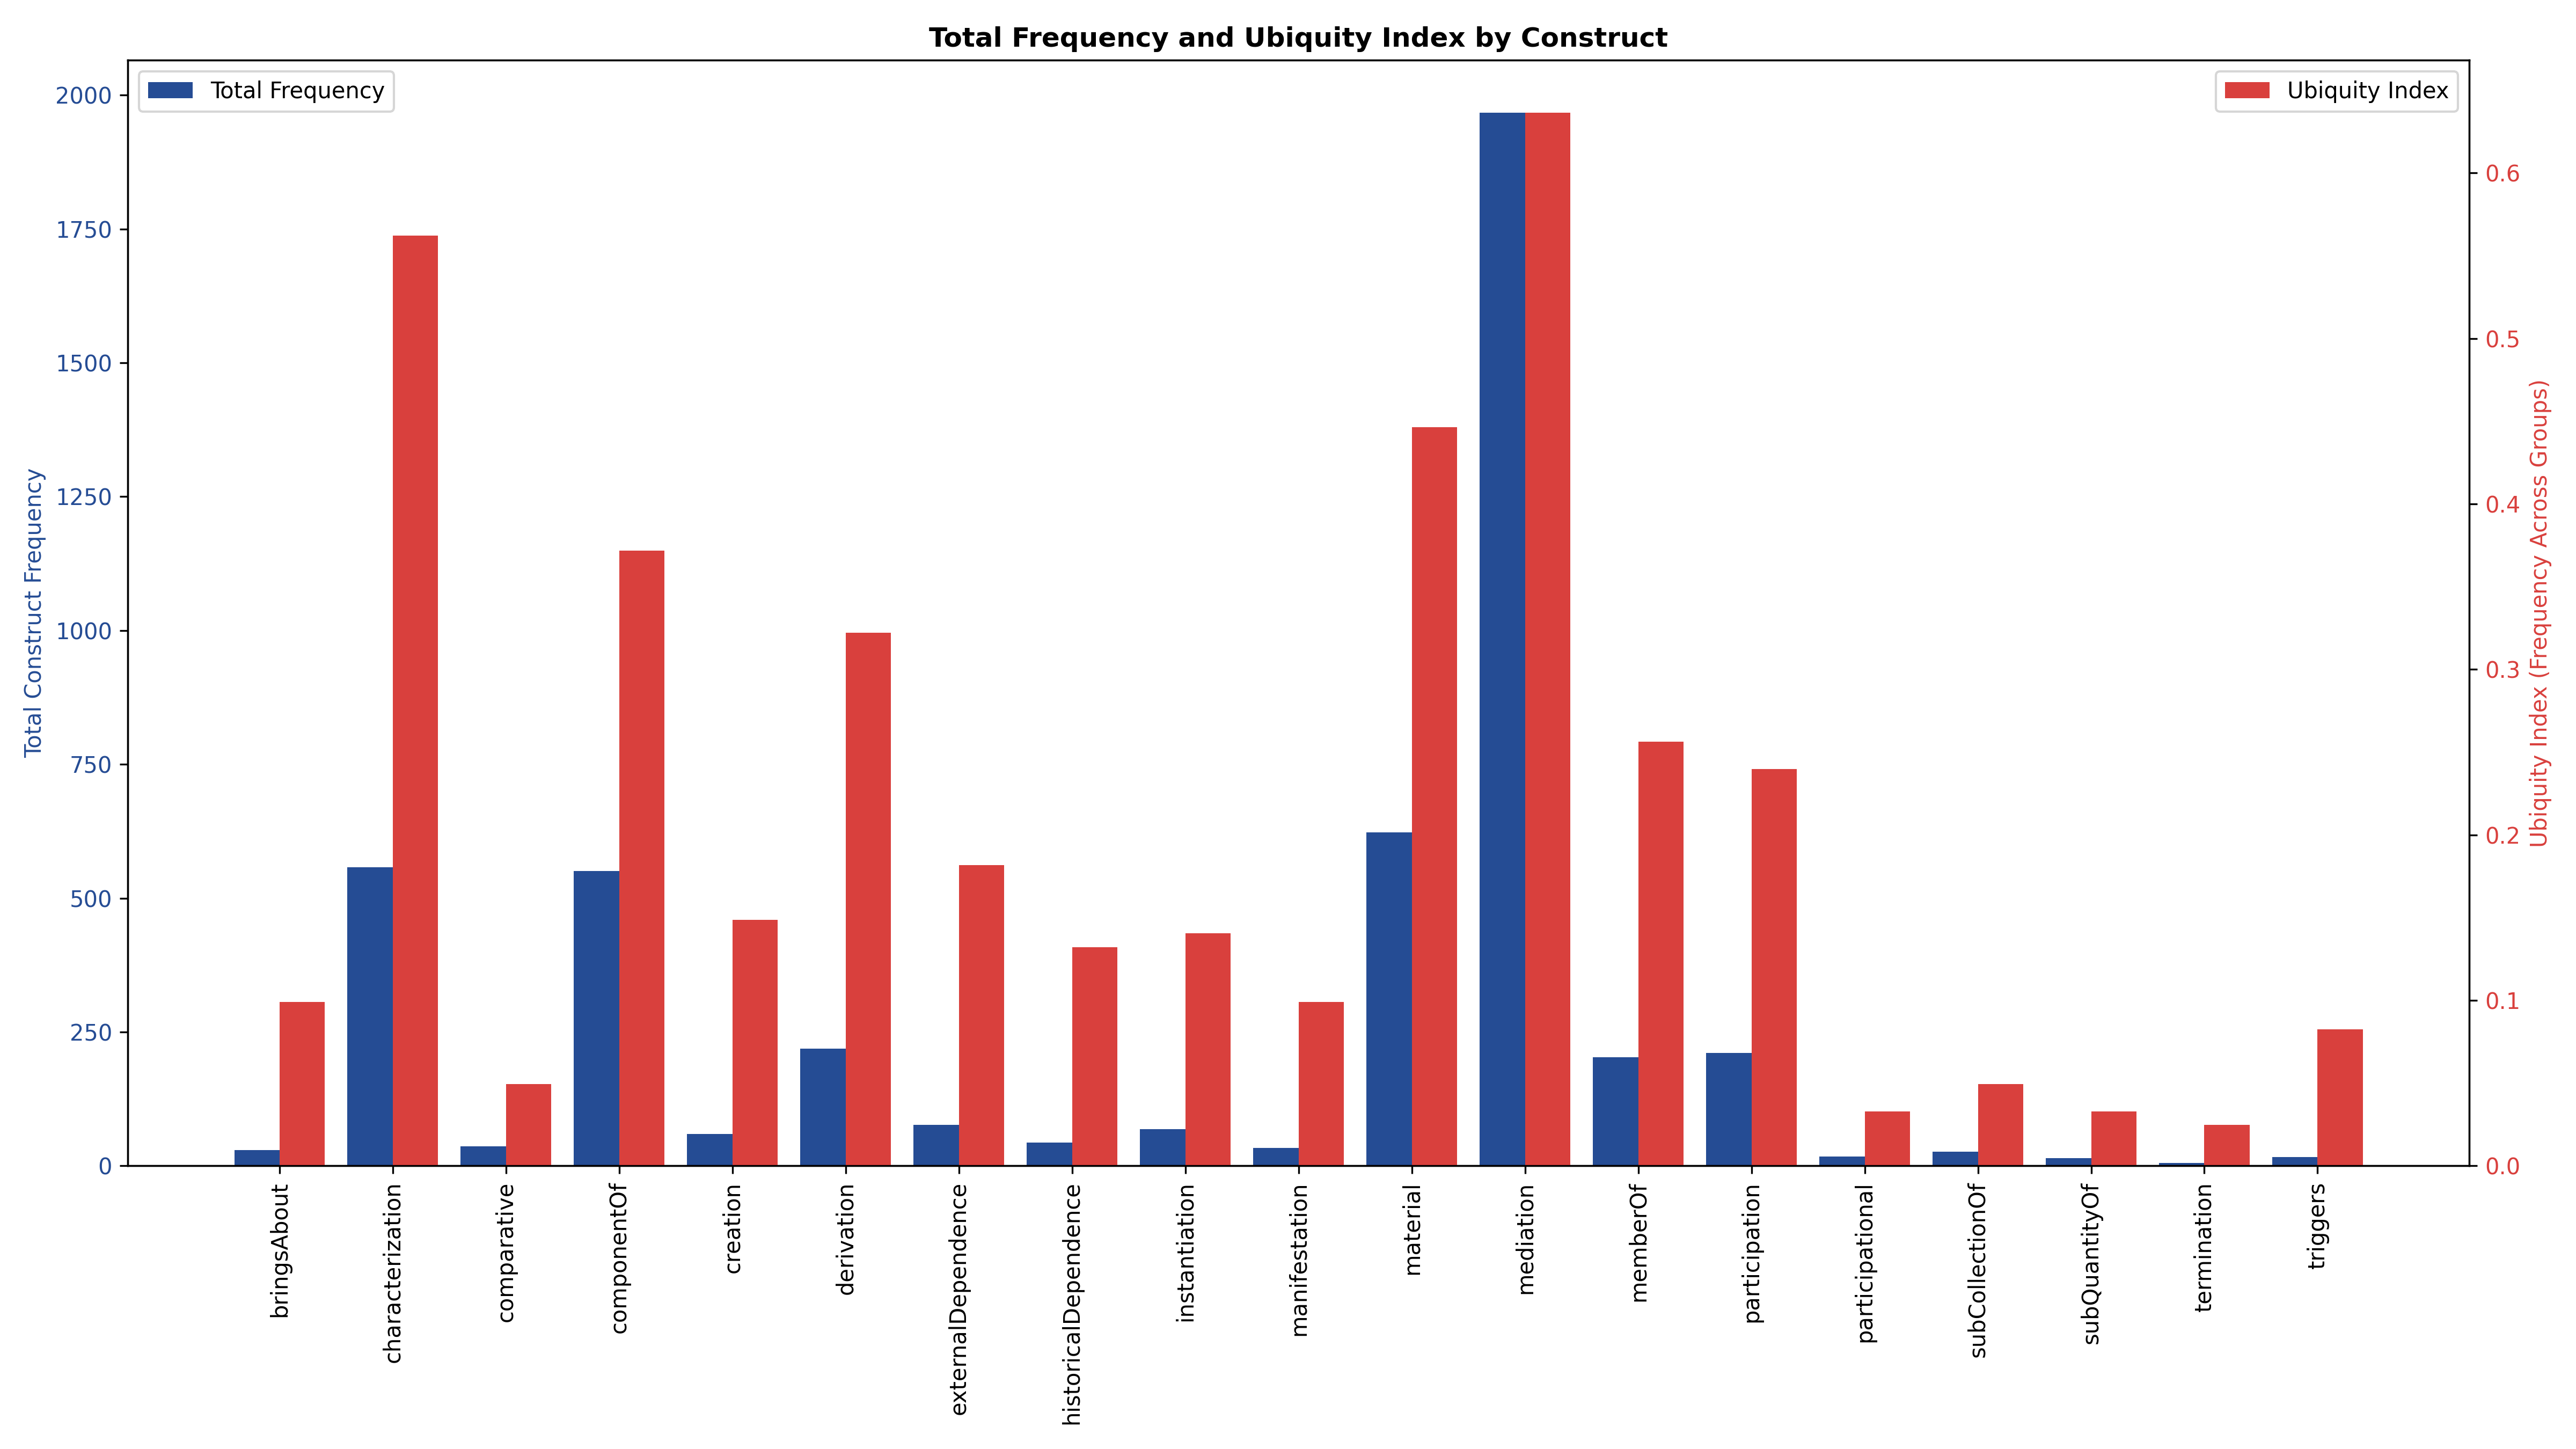 Total Frequency and Ubiquity Index by Construct
Total Frequency
Ubiquity Index
Total Construct Frequency
2000
1750
1500
1250
1000
750
500
250
0
0.6
0.5
0.4
0.3
0.2
0.1
0.0
Ubiquity Index (Frequency Across Groups)
bringsAbout
characterization
comparative
componentOf
creation
derivation
externalDependence
historicalDependence
instantiation
manifestation
material
mediation
memberOf
participation
participational
subCollectionOf
subQuantityOf
termination
triggers